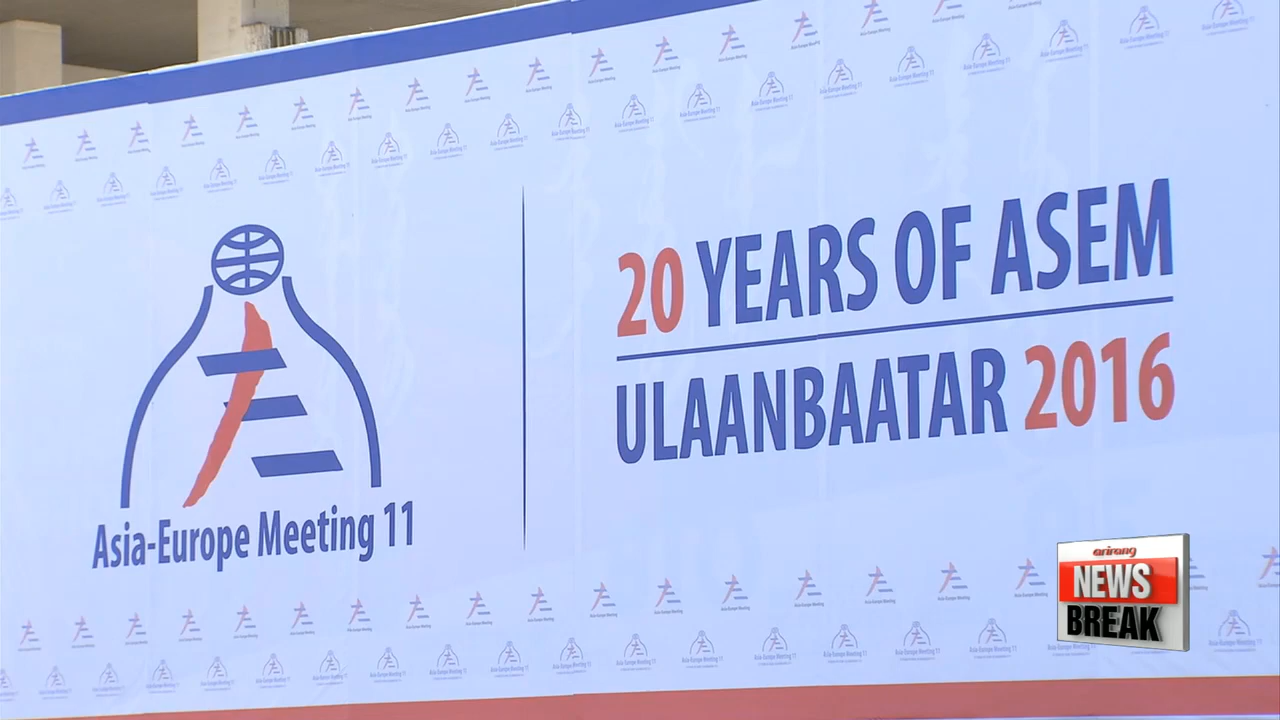 20 YEARS OF ASEM
ULAANBAATAR 2016
Asia-Europe Meeting 11
arirang
NEWS
BREAK